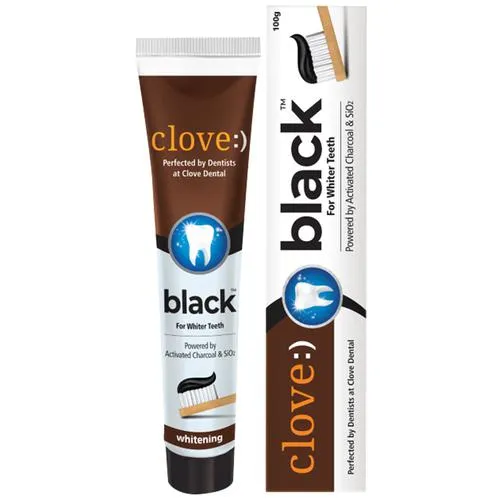 clove:)
Perfected by Dentists
at Clove Dental
black™
For Whiter Teeth
Powered by
Activated Charcoal & SiO₂
whitening
100g
black™
For Whiter Teeth
Powered by Activated Charcoal & SiO₂
clove:)
Perfected by Dentists at Clove Dental